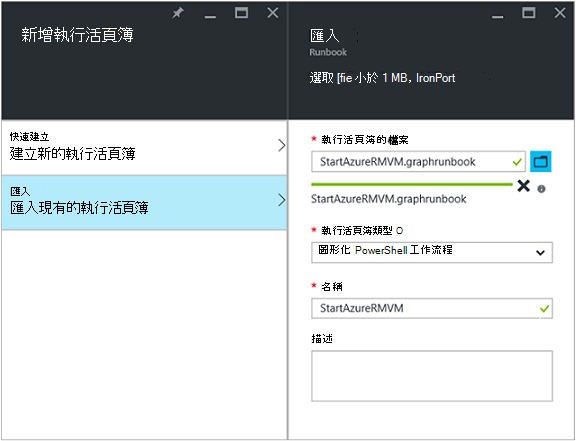 新增執行活頁簿
快速建立
建立新的執行活頁簿
匯入
匯入現有的執行活頁簿
匯入
Runbook
選取 [fie 小於 1 MB, IronPort
* 執行活頁簿的檔案
StartAzureRMVM.graphrunbook
StartAzureRMVM.graphrunbook
* 執行活頁簿類型 O
圖形化 PowerShell 工作流程
* 名稱
StartAzureRMVM
描述